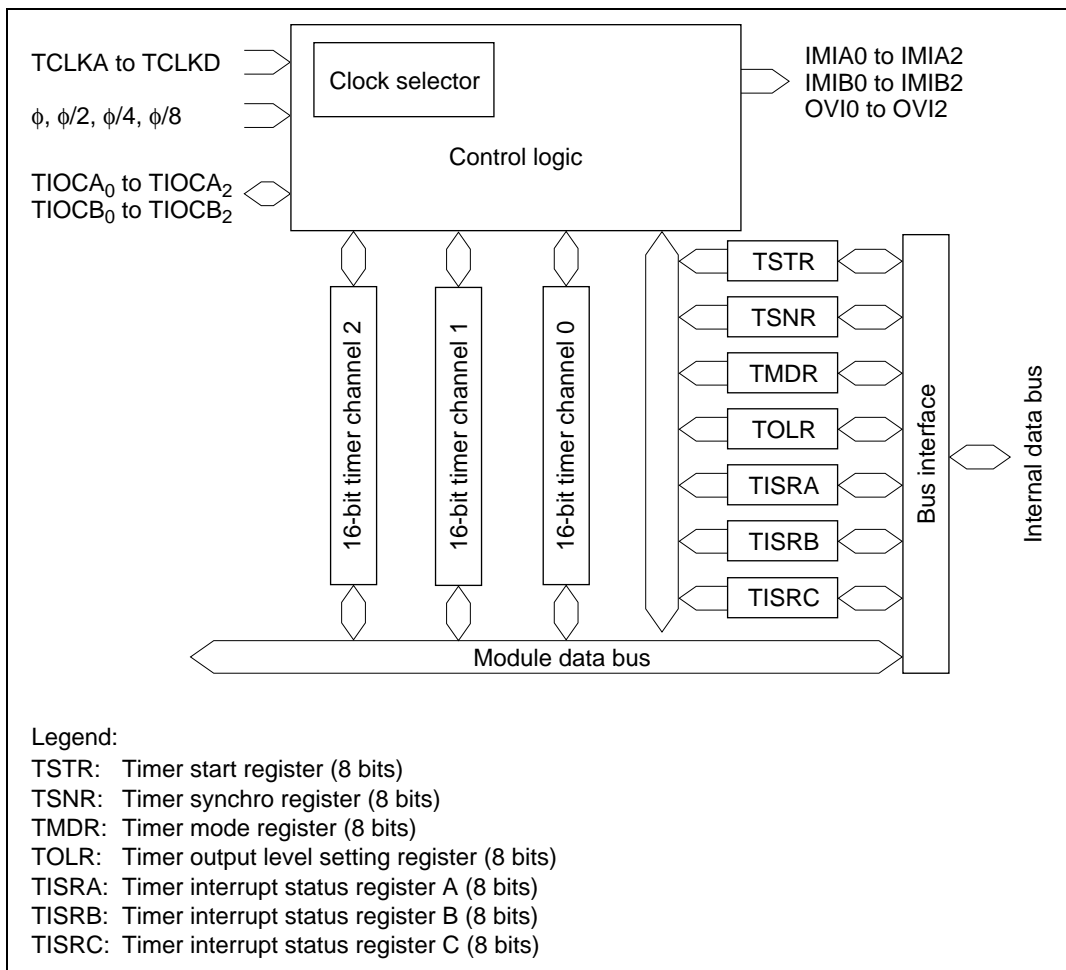 TCLKA to TCLKD
ϕ, ϕ/2, ϕ/4, ϕ/8
TIOCA₀ to TIOCA₂
TIOCB₀ to TIOCB₂
Clock selector
Control logic
IMIA0 to IMIA2
IMIB0 to IMIB2
OVI0 to OVI2
16-bit timer channel 2
16-bit timer channel 1
16-bit timer channel 0
TSTR
TSNR
TMDR
TOLR
TISRA
TISRB
TISRC
Bus interface
Internal data bus
Module data bus
Legend:
TSTR: Timer start register (8 bits)
TSNR: Timer synchro register (8 bits)
TMDR: Timer mode register (8 bits)
TOLR: Timer output level setting register (8 bits)
TISRA: Timer interrupt status register A (8 bits)
TISRB: Timer interrupt status register B (8 bits)
TISRC: Timer interrupt status register C (8 bits)